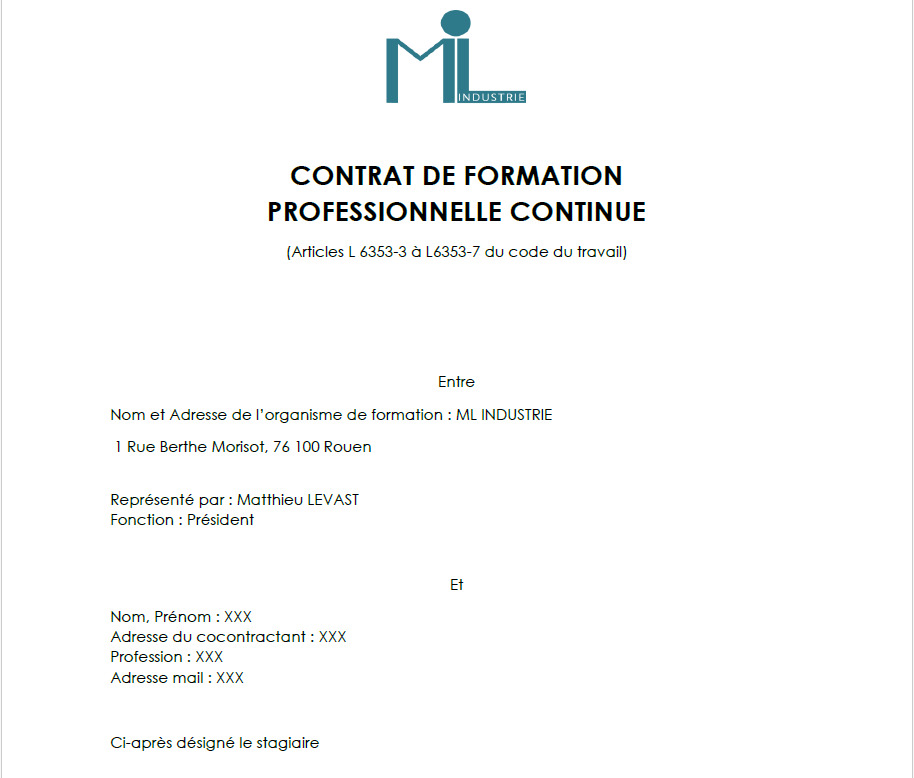 MiL
INDUSTRIE
CONTRAT DE FORMATION
PROFESSIONNELLE CONTINUE
(Articles L 6353-3 à L6353-7 du code du travail)
Entre
Nom et Adresse de l’organisme de formation : ML INDUSTRIE
1 Rue Berthe Morisot, 76 100 Rouen
Représenté par : Matthieu LEVAST
Fonction : Président
Et
Nom, Prénom : XXX
Adresse du cocontractant : XXX
Profession : XXX
Adresse mail : XXX
Ci-après désigné le stagiaire